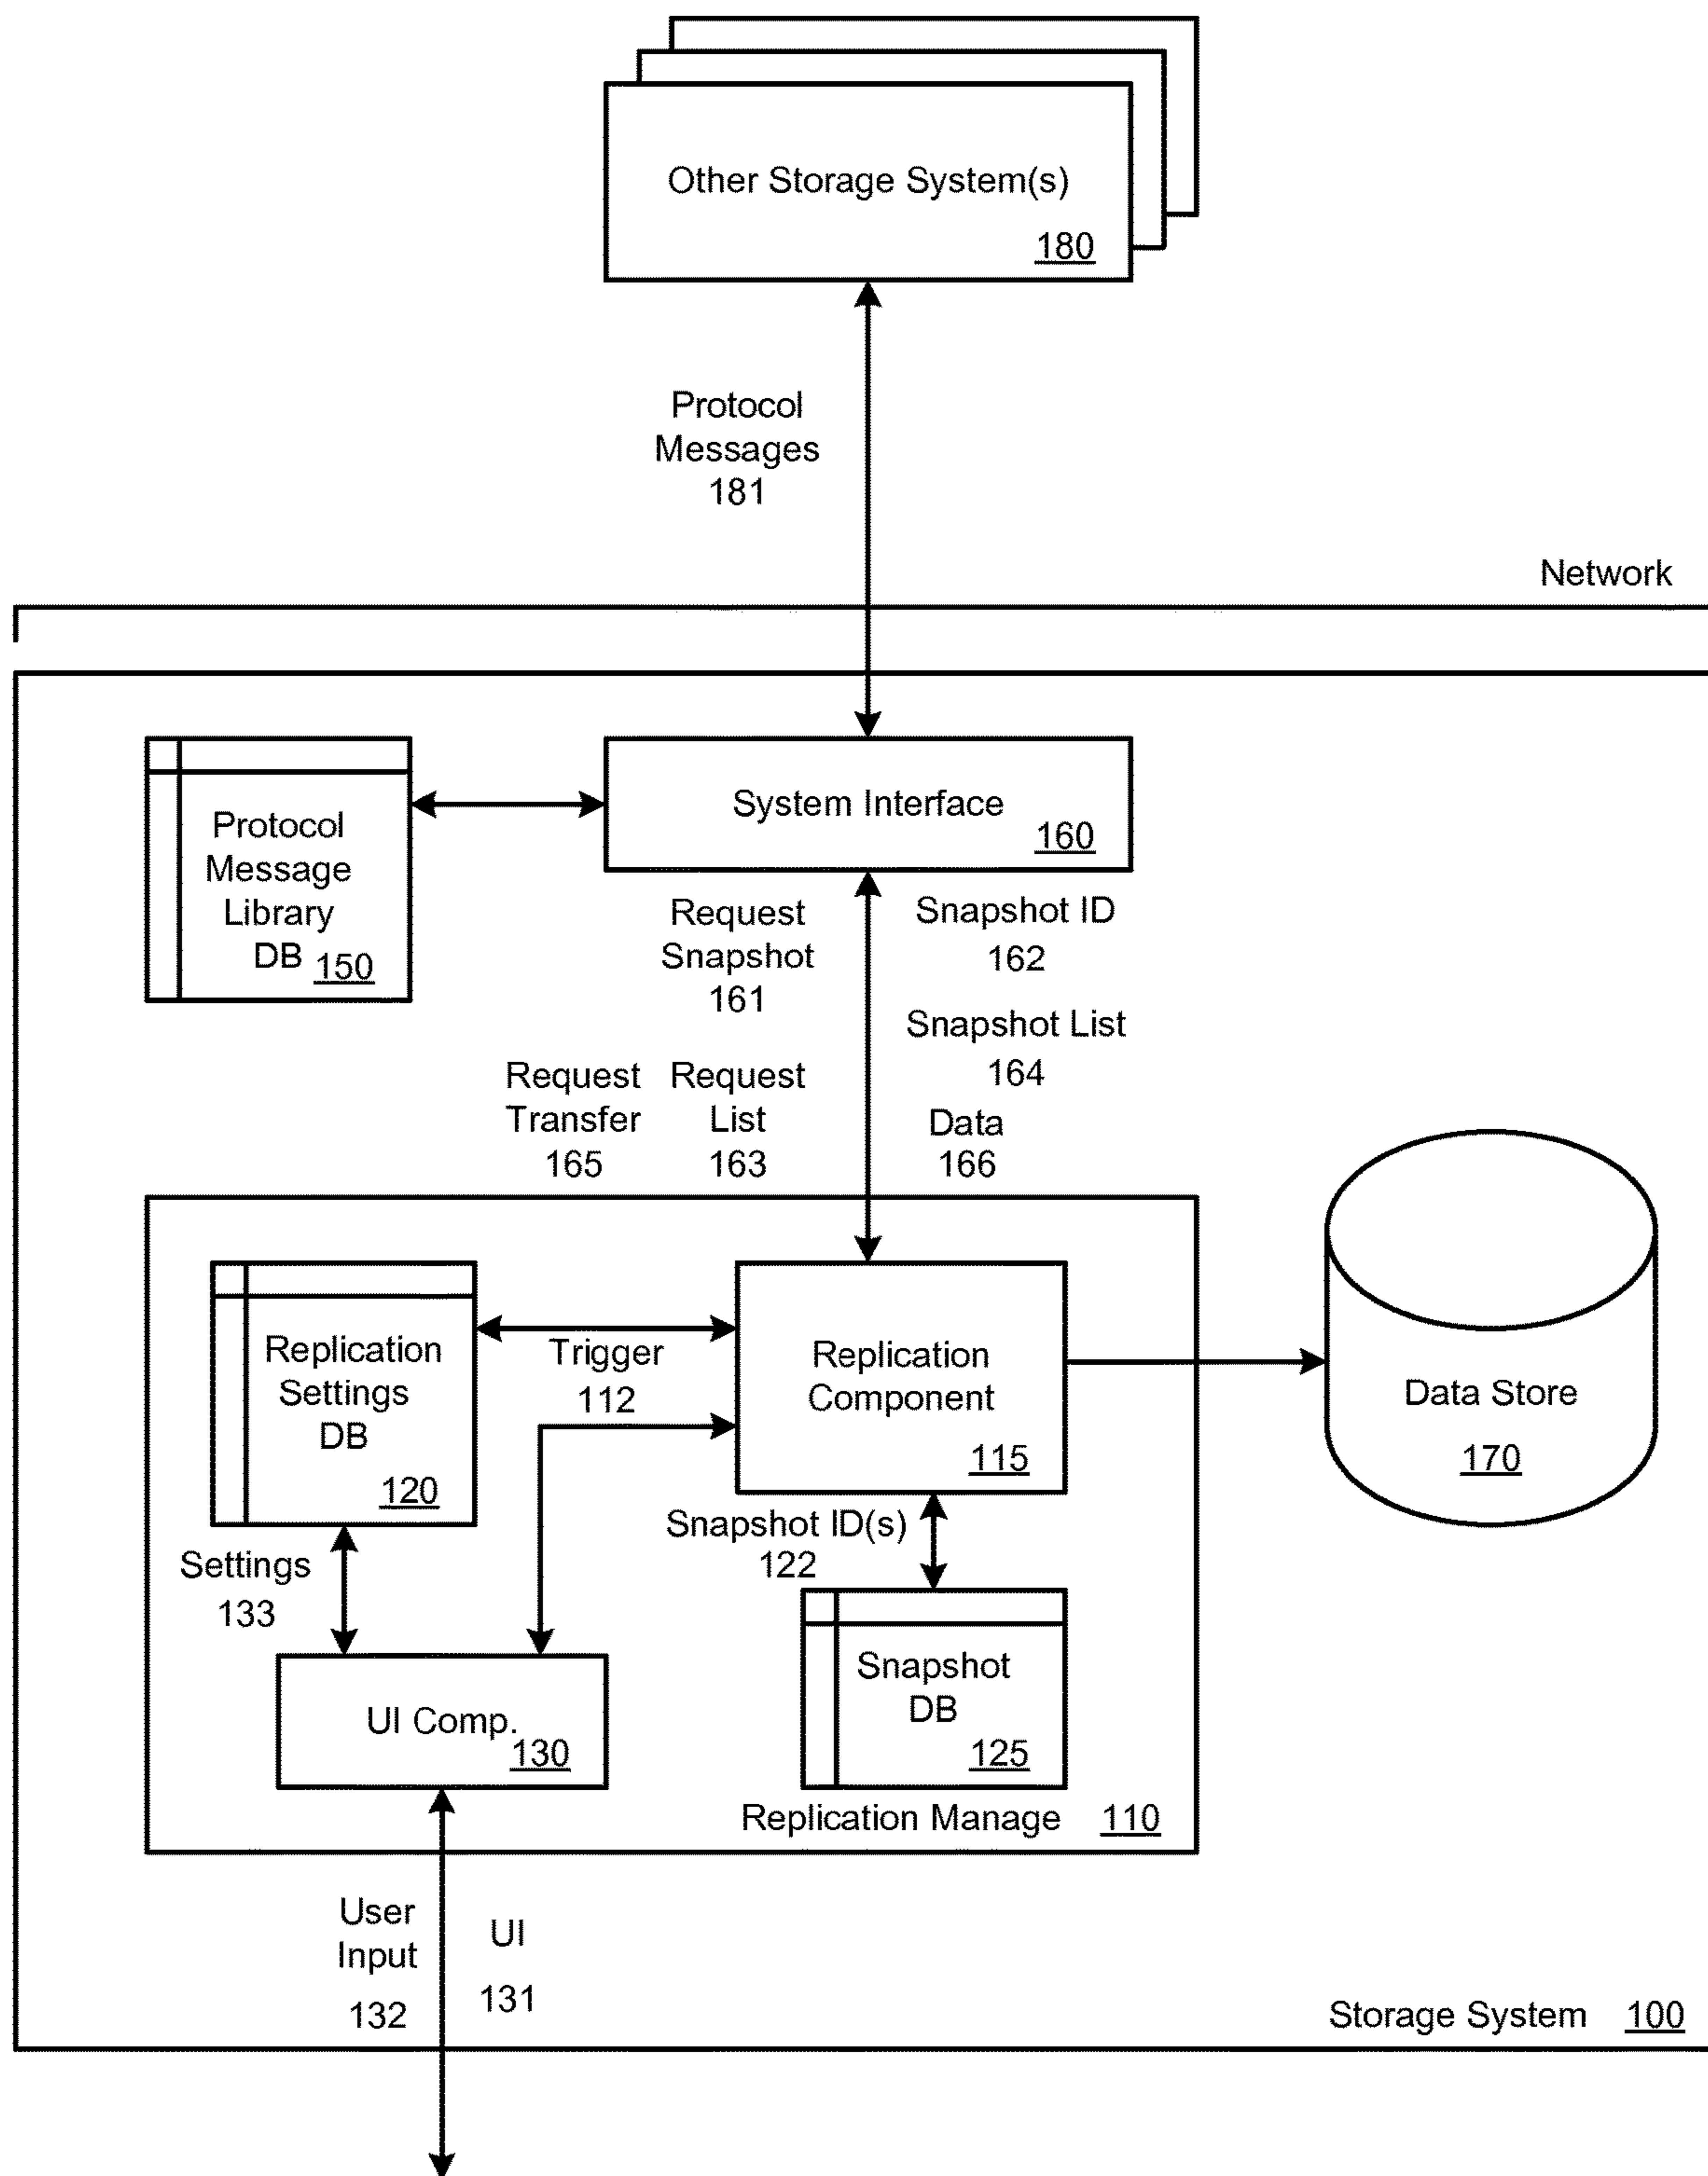 Other Storage System(s)
180
Protocol
Messages
181
Network
System Interface
160
Protocol
Message
Library
DB 150
Request
Snapshot
161
Snapshot ID
162
Snapshot List
164
Request
Transfer
165
Request
List
163
Data
166
Replication
Settings
DB
120
Trigger
112
Replication
Component
115
Data Store
170
Settings
133
Snapshot ID(s)
122
UI Comp.
130
Snapshot
DB
125
Replication Manage 110
User
Input
132
UI
131
Storage System 100